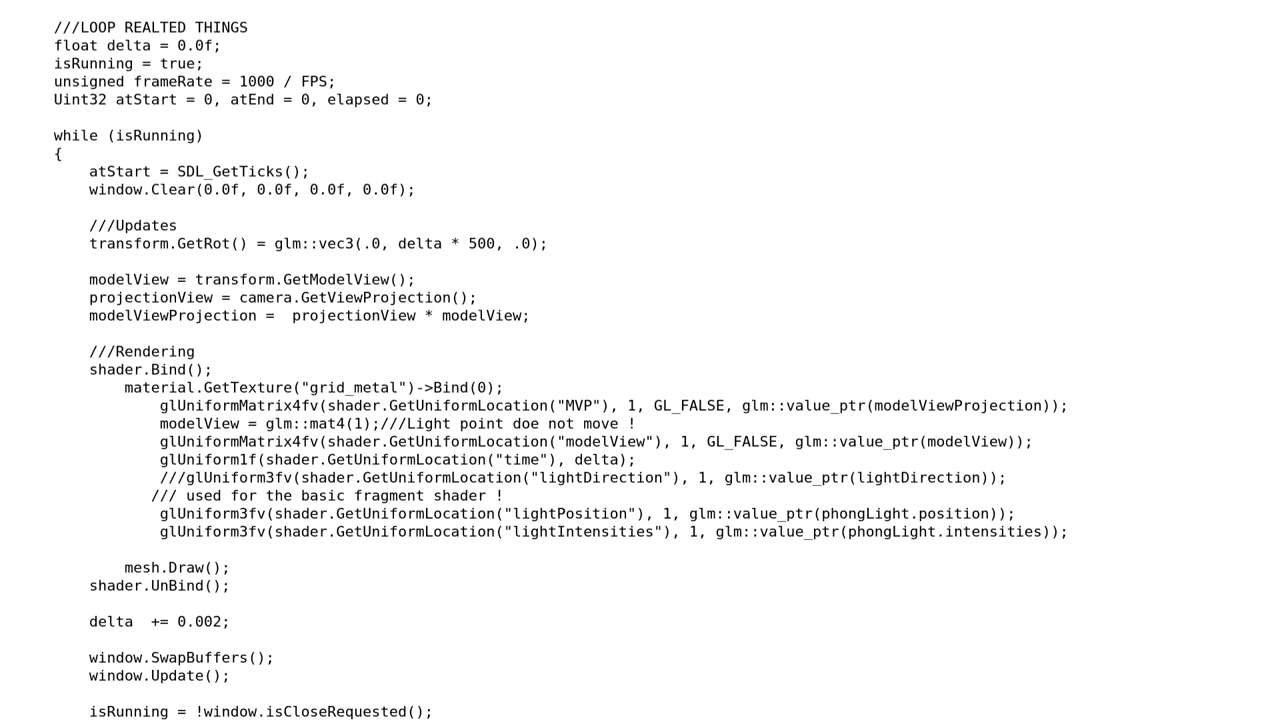 ///LOOP REALTED THINGS
float delta = 0.0f;
isRunning = true;
unsigned frameRate = 1000 / FPS;
Uint32 atStart = 0, atEnd = 0, elapsed = 0;
while (isRunning)
{
atStart = SDL_GetTicks();
window.Clear(0.0f, 0.0f, 0.0f, 0.0f);
///Updates
transform.GetRot() = glm::vec3(.0, delta * 500, .0);
modelView = transform.GetModelView();
projectionView = camera.GetViewProjection();
modelViewProjection =  projectionView * modelView;
///Rendering
shader.Bind();
material.GetTexture("grid_metal")->Bind(0);
glUniformMatrix4fv(shader.GetUniformLocation("MVP"), 1, GL_FALSE, glm::value_ptr(modelViewProjection));
modelView = glm::mat4(1);///Light point doe not move !
glUniformMatrix4fv(shader.GetUniformLocation("modelView"), 1, GL_FALSE, glm::value_ptr(modelView));
glUniform1f(shader.GetUniformLocation("time"), delta);
///glUniform3fv(shader.GetUniformLocation("lightDirection"), 1, glm::value_ptr(lightDirection));
/// used for the basic fragment shader !
glUniform3fv(shader.GetUniformLocation("lightPosition"), 1, glm::value_ptr(phongLight.position));
glUniform3fv(shader.GetUniformLocation("lightIntensities"), 1, glm::value_ptr(phongLight.intensities));
mesh.Draw();
shader.UnBind();
delta  += 0.002;
window.SwapBuffers();
window.Update();
isRunning = !window.isCloseRequested();